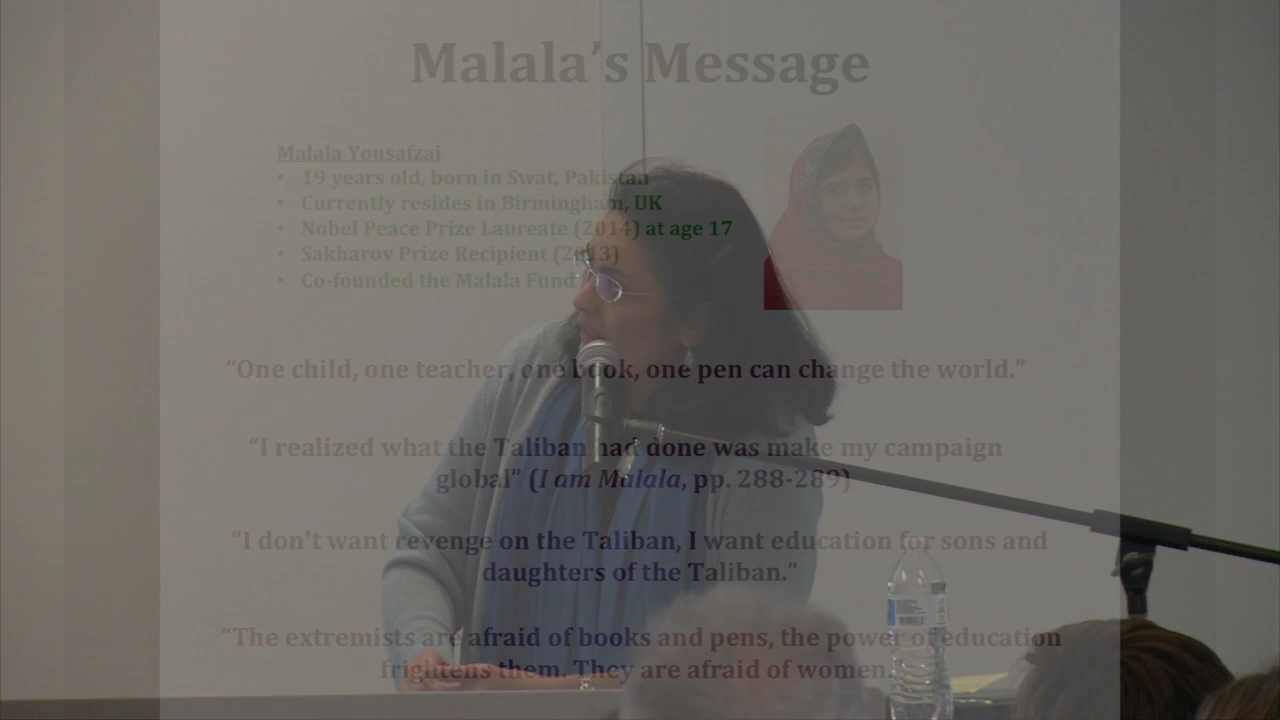 Malala’s Message
Malala Yousafzai
• 19 years old, born in Swat, Pakistan
• Currently resides in Birmingham, UK
• Nobel Peace Prize Laureate (2014) at age 17
• Sakharov Prize Recipient (2013)
• Co-founded the Malala Fund
“One child, one teacher, one book, one pen can change the world.”
“I realized what the Taliban had done was make my campaign
global” (I am Malala, pp. 288-289)
“I don't want revenge on the Taliban, I want education for sons and
daughters of the Taliban.”
“The extremists are afraid of books and pens, the power of education
frightens them. They are afraid of women.